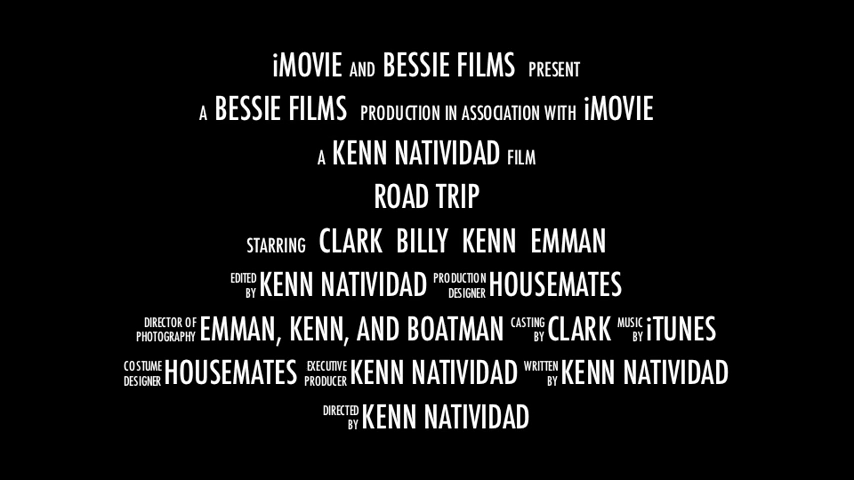 iMOVIE AND BESSIE FILMS PRESENT
A BESSIE FILMS PRODUCTION IN ASSOCIATION WITH iMOVIE
A KENN NATIVIDAD FILM
ROAD TRIP
STARRING CLARK BILLY KENN EMMAN
EDITED BY KENN NATIVIDAD PRODUCTION DESIGNER HOUSEMATES
DIRECTOR OF PHOTOGRAPHY EMMAN, KENN, AND BOATMAN CASTING BY CLARK MUSIC BY iTUNES
COSTUME DESIGNER HOUSEMATES EXECUTIVE PRODUCER KENN NATIVIDAD WRITTEN BY KENN NATIVIDAD
DIRECTED BY KENN NATIVIDAD